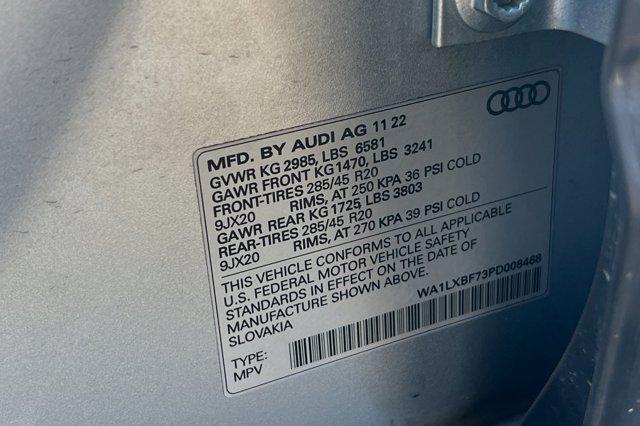 MFD. BY AUDI AG 11 22
GVWR KG 2985, LBS 6581
GAWR FRONT KG1470, LBS 3241
FRONT-TIRES 285/45 R20
9JX20 RIMS, AT 250 KPA 36 PSI COLD
GAWR REAR KG1725, LBS 3803
REAR-TIRES 285/45 R20
9JX20 RIMS, AT 270 KPA 39 PSI COLD
THIS VEHICLE CONFORMS TO ALL APPLICABLE
U.S. FEDERAL MOTOR VEHICLE SAFETY
STANDARDS IN EFFECT ON THE DATE OF
MANUFACTURE SHOWN ABOVE.
SLOVAKIA
WA1LXBF73PD008468
TYPE:
MPV